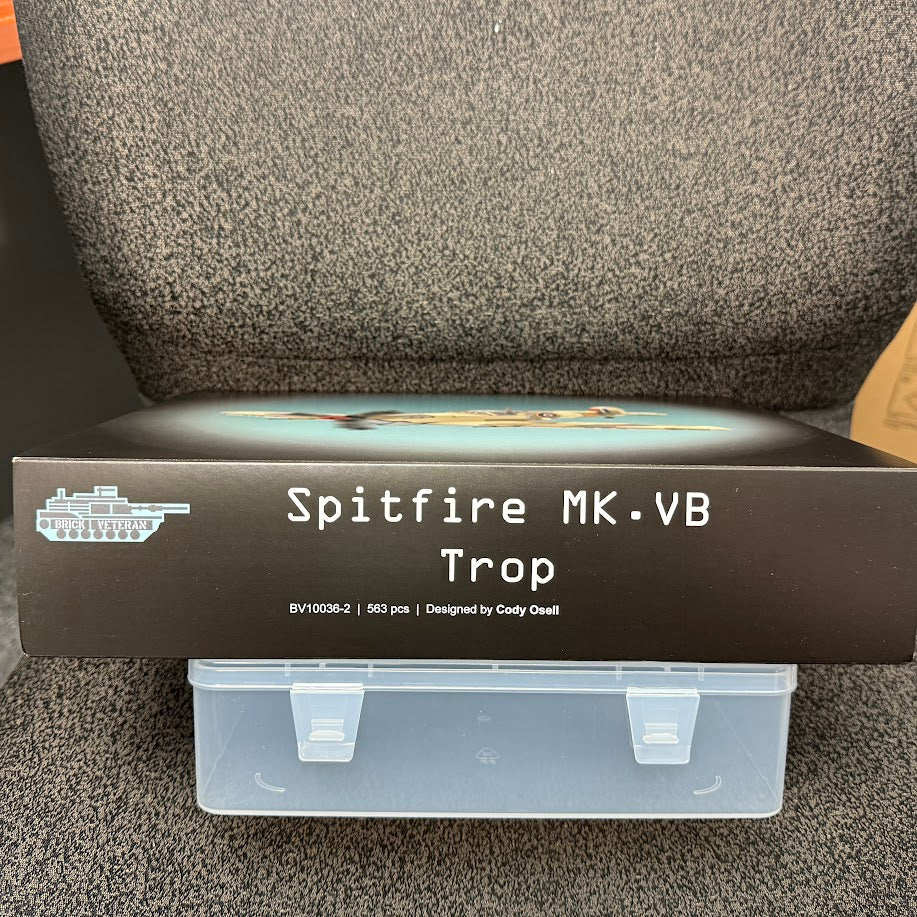 BRICK VETERAN
Spitfire MK.VB
Trop
BV10036-2 | 563 pcs | Designed by Cody Osell